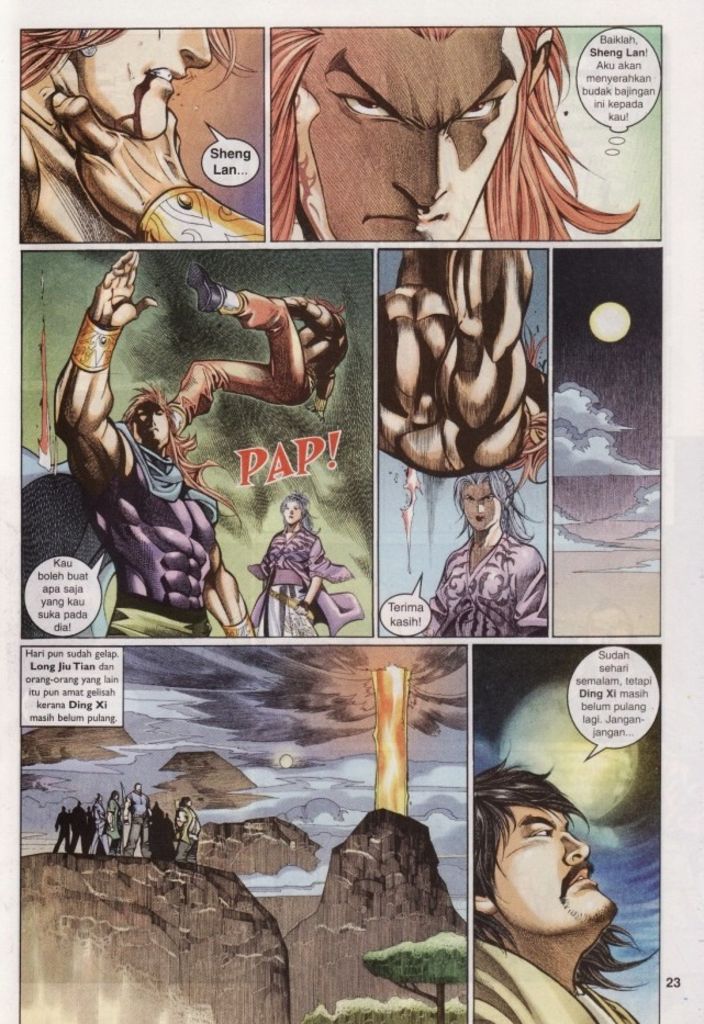 Sheng
Lan...
Baiklah,
Sheng Lan!
Aku akan
menyerahkan
budak bajingan
ini kepada
kau!
PAP!
Kau
boleh buat
apa saja
yang kau
suka pada
dia!
Terima
kasih!
Hari pun sudah gelap.
Long Jiu Tian dan
orang-orang yang lain
itu pun amat gelisah
kerana Ding Xi
masih belum pulang.
Sudah
sehari
semalam, tetapi
Ding Xi masih
belum pulang
lagi. Jangan-
jangan...
23